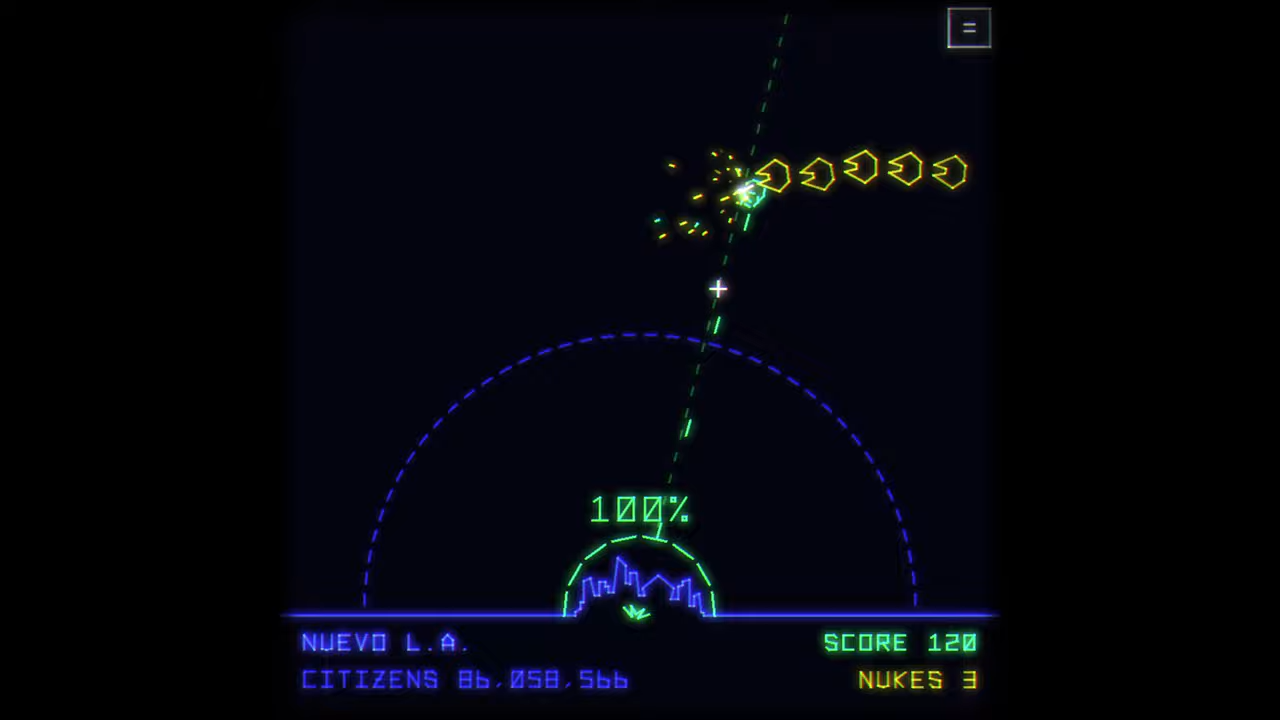 =
100%
NUEVO L.A.
SCORE 120
CITIZENS 86,058,566
NUKES 3